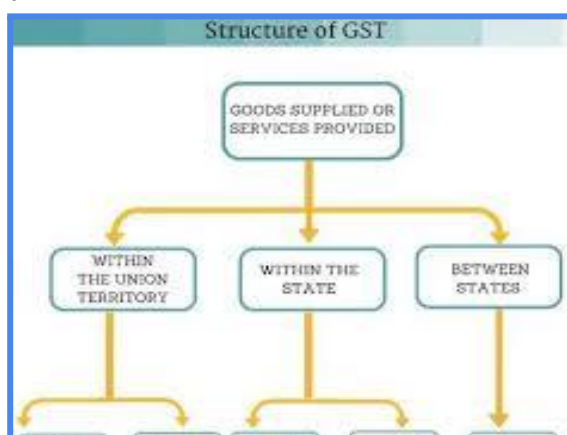 Structure of GST
GOODS SUPPLIED OR
SERVICES PROVIDED
WITHIN
THE UNION
TERRITORY
WITHIN THE
STATE
BETWEEN
STATES